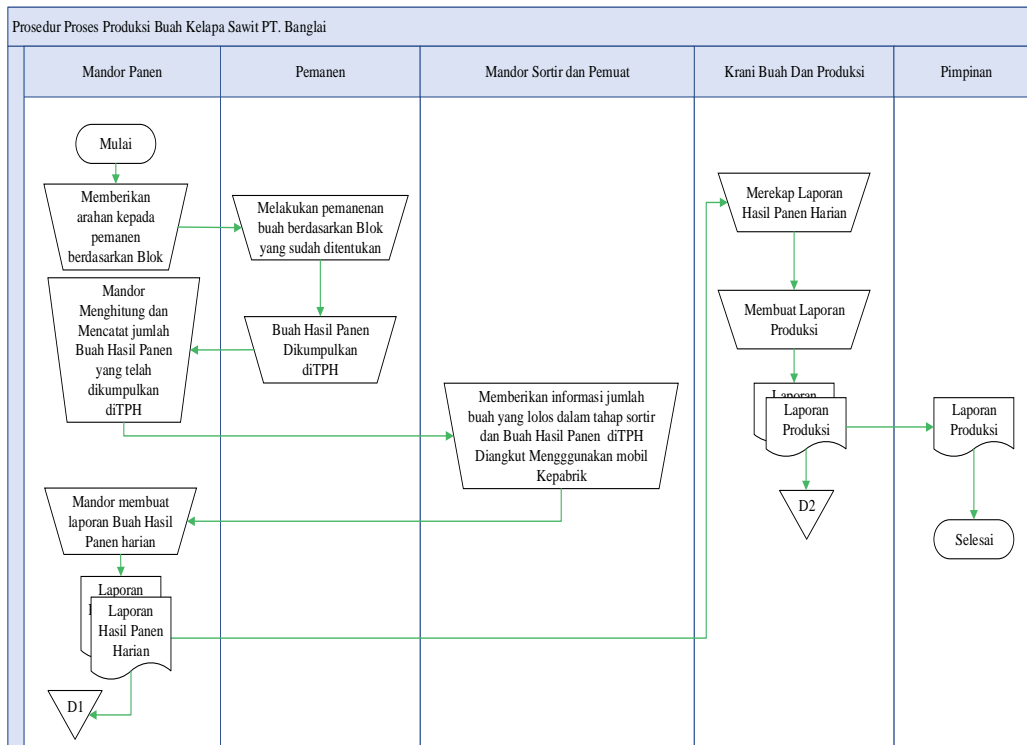 Prosedur Proses Produksi Buah Kelapa Sawit PT. Banglai
Mandor Panen
Pemanen
Mandor Sortir dan Pemuat
Krani Buah Dan Produksi
Pimpinan
Mulai
Memberikan
arahan kepada
pemanen
berdasarkan Blok
Melakukan pemanenan
buah berdasarkan Blok
yang sudah ditentukan
Buah Hasil Panen
Dikumpulkan
diTPH
Mandor
Menghitung dan
Mencatat jumlah
Buah Hasil Panen
yang telah
dikumpulkan
diTPH
Memberikan informasi jumlah
buah yang lolos dalam tahap sortir
dan Buah Hasil Panen diTPH
Diangkut Mengggunakan mobil
Kepabrik
Mandor membuat
laporan Buah Hasil
Panen harian
Laporan
Laporan
Hasil Panen
Harian
D1
Merekap Laporan
Hasil Panen Harian
Membuat Laporan
Produksi
Laporan
Laporan
Produksi
D2
Laporan
Produksi
Selesai